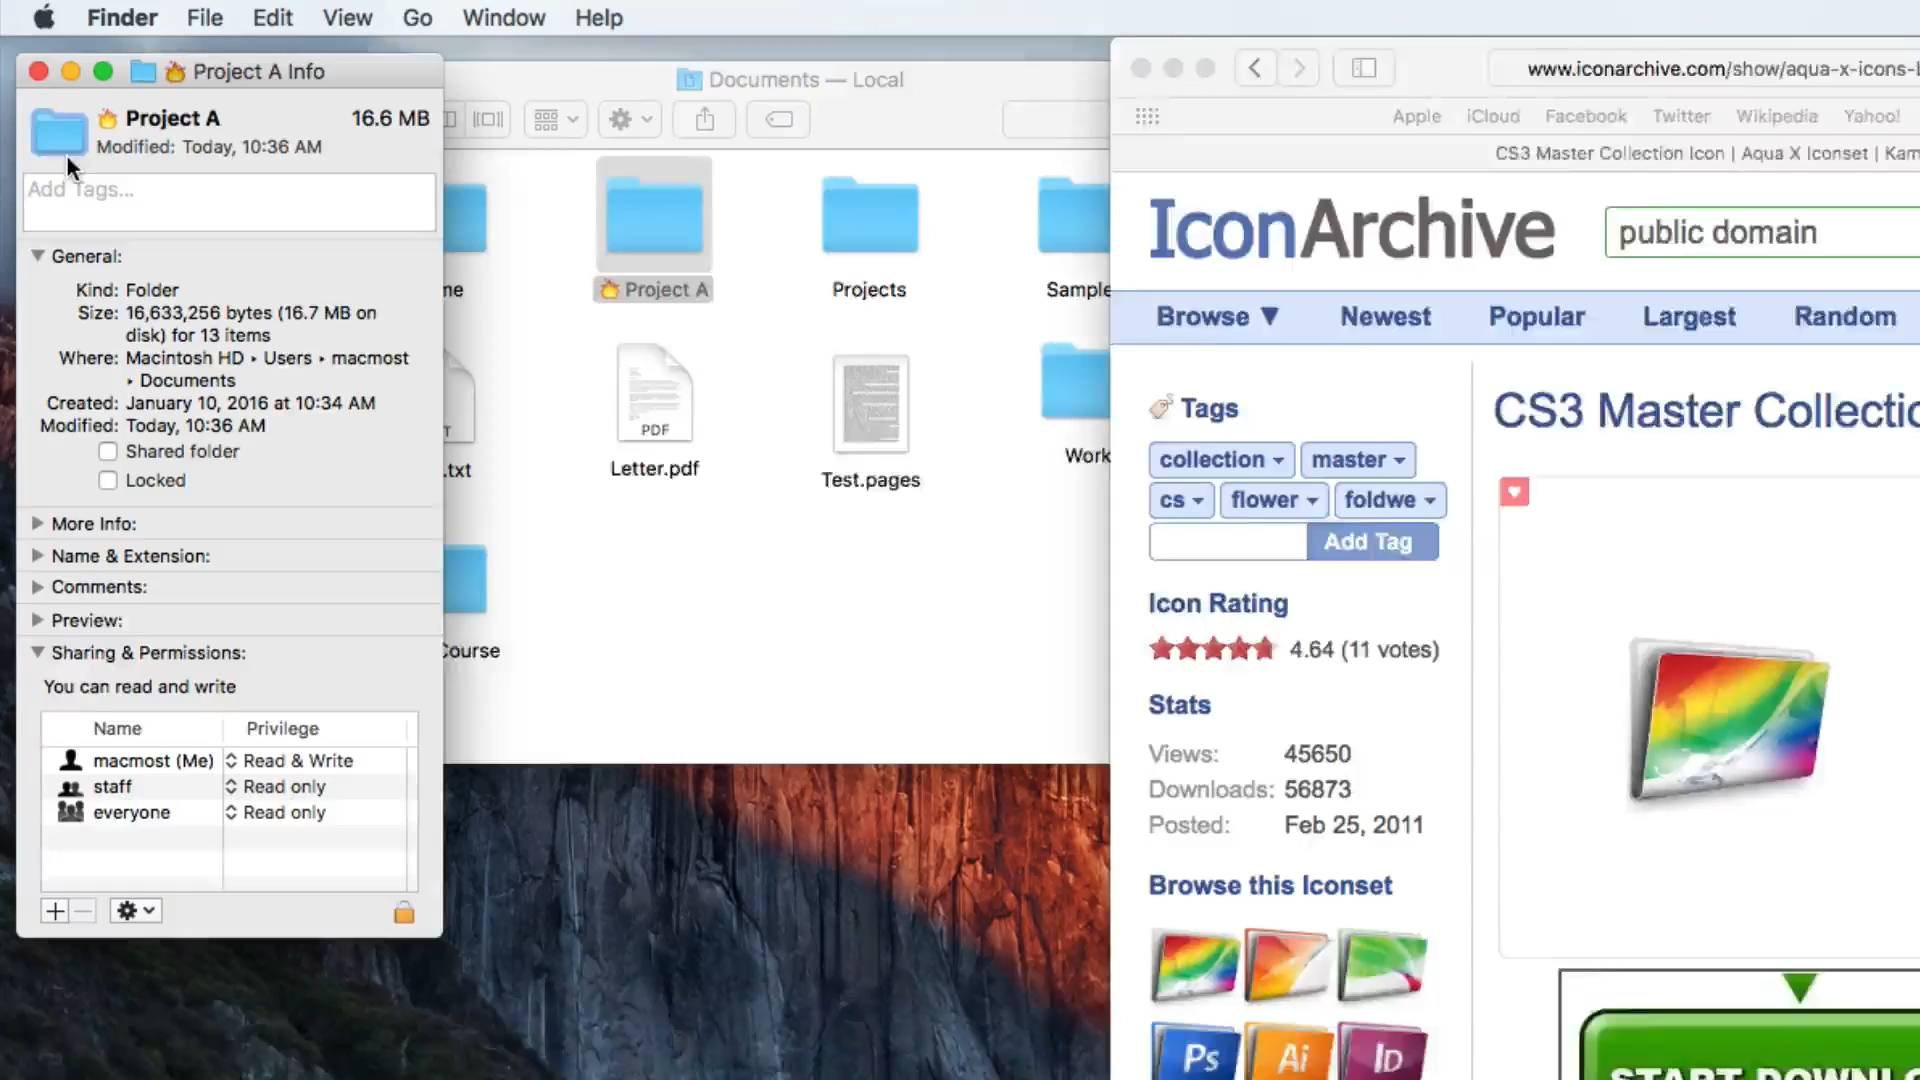 Finder File Edit View Go Window Help
Project A Info
Project A 16.6 MB
Modified: Today, 10:36 AM
Add Tags...
General:
Kind: Folder
Size: 16,633,256 bytes (16.7 MB on
disk) for 13 items
Where: Macintosh HD ▸ Users ▸ macmost
▸ Documents
Created: January 10, 2016 at 10:34 AM
Modified: Today, 10:36 AM
Shared folder
Locked
More Info:
Name & Extension:
Comments:
Preview:
Sharing & Permissions:
You can read and write
Name Privilege
macmost (Me) Read & Write
staff Read only
everyone Read only
Documents — Local
me
Project A
Projects
Sample
.txt
PDF
Letter.pdf
Test.pages
Work
Course
www.iconarchive.com/show/aqua-x-icons-b
Apple iCloud Facebook Twitter Wikipedia Yahoo!
CS3 Master Collection Icon | Aqua X Iconset | Kam
IconArchive
public domain
Browse ▼ Newest Popular Largest Random
Tags
collection master
cs flower foldwe
Add Tag
Icon Rating
4.64 (11 votes)
Stats
Views: 45650
Downloads: 56873
Posted: Feb 25, 2011
Browse this Iconset
Ps Ai Id
CS3 Master Collectio
START DOWNLO